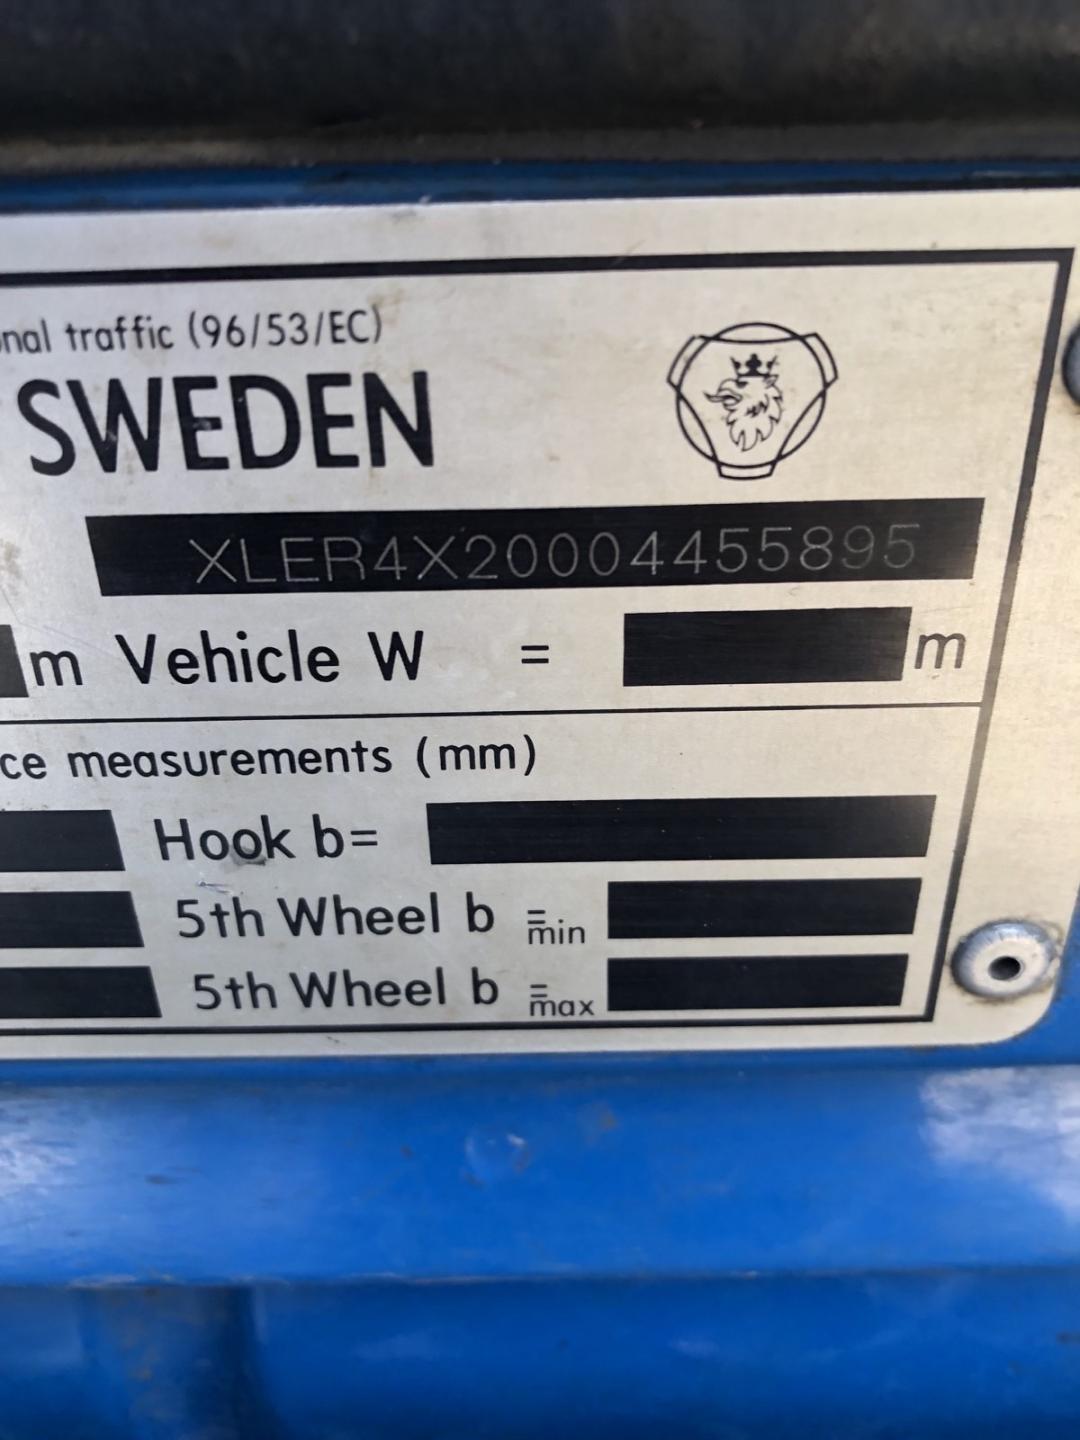 nal traffic (96/53/EC)
SWEDEN
XLER4X20004455895
m Vehicle W = m
ce measurements (mm)
Hook b=
5th Wheel b =min
5th Wheel b =max